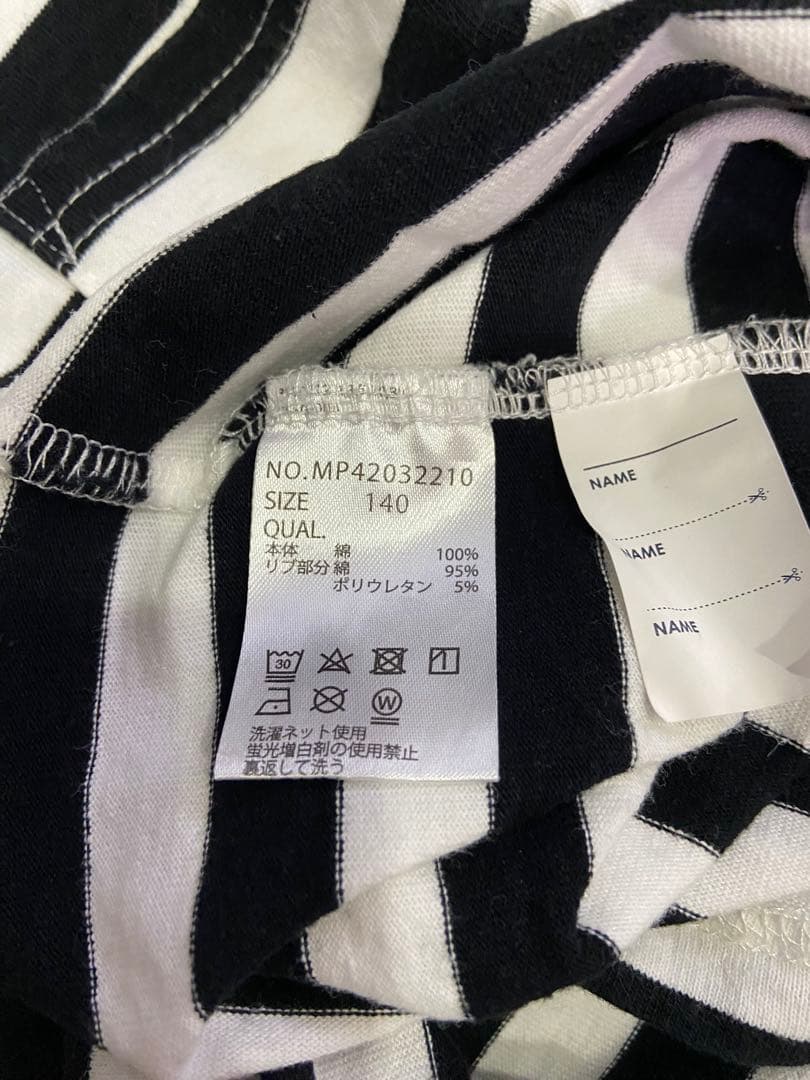 NO.MP42032210
SIZE 140
QUAL.
本体 綿 100%
リブ部分 綿 95%
ポリウレタン 5%
30
W
洗濯ネット使用
蛍光増白剤の使用禁止
裏返して洗う
NAME
NAME
NAME